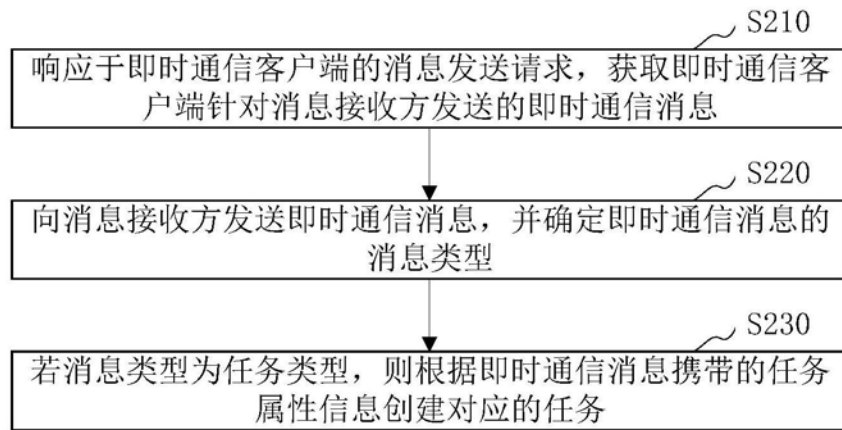 S210
响应于即时通信客户端的消息发送请求，获取即时通信客
户端针对消息接收方发送的即时通信消息
S220
向消息接收方发送即时通信消息，并确定即时通信消息的
消息类型
S230
若消息类型为任务类型，则根据即时通信消息携带的任务
属性信息创建对应的任务